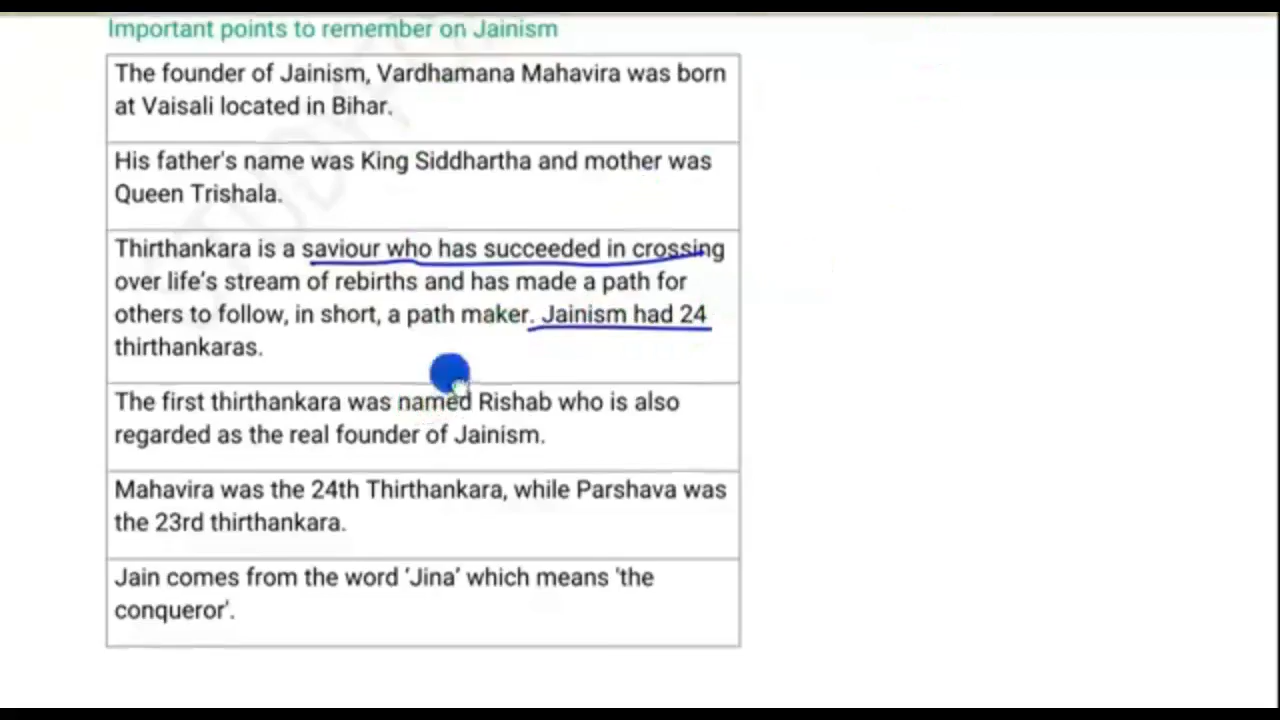 Important points to remember on Jainism
The founder of Jainism, Vardhamana Mahavira was born
at Vaisali located in Bihar.
His father's name was King Siddhartha and mother was
Queen Trishala.
Thirthankara is a saviour who has succeeded in crossing
over life's stream of rebirths and has made a path for
others to follow, in short, a path maker. Jainism had 24
thirthankaras.
The first thirthankara was named Rishab who is also
regarded as the real founder of Jainism.
Mahavira was the 24th Thirthankara, while Parshava was
the 23rd thirthankara.
Jain comes from the word ‘Jina’ which means 'the
conqueror'.